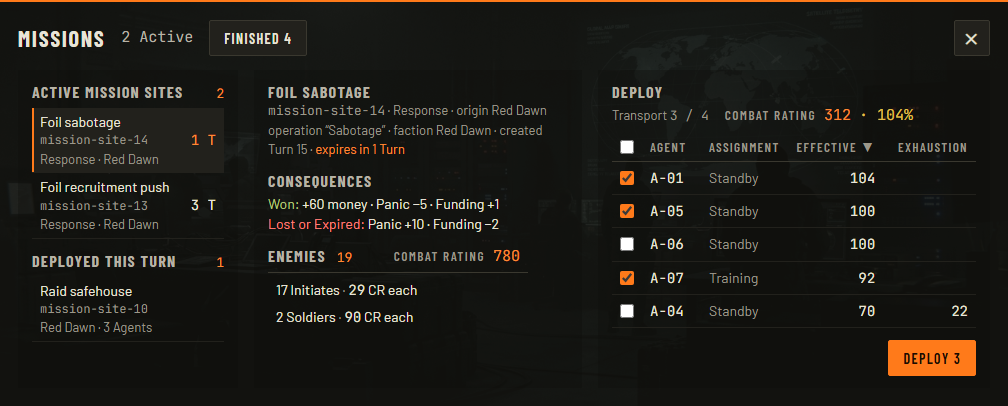 MISSIONS 2 Active FINISHED 4
ACTIVE MISSION SITES 2
Foil sabotage
mission-site-14 1 T
Response · Red Dawn
Foil recruitment push
mission-site-13 3 T
Response · Red Dawn
DEPLOYED THIS TURN 1
Raid safehouse
mission-site-10
Red Dawn · 3 Agents
FOIL SABOTAGE
mission-site-14 · Response · origin Red Dawn
operation “Sabotage” · faction Red Dawn · created
Turn 15 · expires in 1 Turn
CONSEQUENCES
Won: +60 money · Panic −5 · Funding +1
Lost or Expired: Panic +10 · Funding −2
ENEMIES 19 COMBAT RATING 780
17 Initiates · 29 CR each
2 Soldiers · 90 CR each
DEPLOY
Transport 3 / 4 COMBAT RATING 312 · 104%
AGENT ASSIGNMENT EFFECTIVE ▼ EXHAUSTION
A-01 Standby 104
A-05 Standby 100
A-06 Standby 100
A-07 Training 92
A-04 Standby 70 22
DEPLOY 3